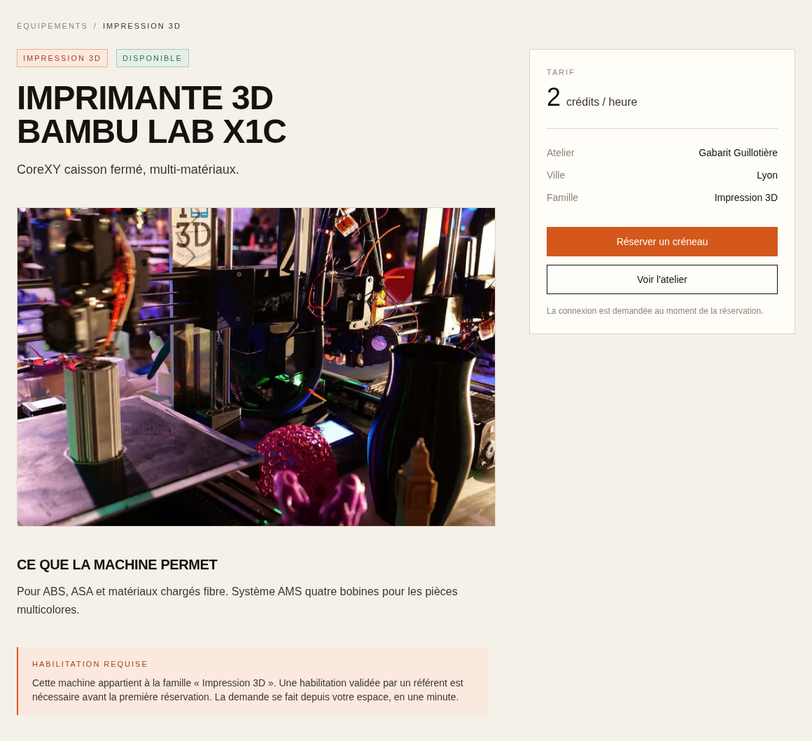 ÉQUIPEMENTS / IMPRESSION 3D
IMPRESSION 3D DISPONIBLE
IMPRIMANTE 3D
BAMBU LAB X1C
CoreXY caisson fermé, multi-matériaux.
3D
CE QUE LA MACHINE PERMET
Pour ABS, ASA et matériaux chargés fibre. Système AMS quatre bobines pour les pièces
multicolores.
HABILITATION REQUISE
Cette machine appartient à la famille « Impression 3D ». Une habilitation validée par un référent est
nécessaire avant la première réservation. La demande se fait depuis votre espace, en une minute.
TARIF
2 crédits / heure
Atelier Gabarit Guillotière
Ville Lyon
Famille Impression 3D
Réserver un créneau
Voir l'atelier
La connexion est demandée au moment de la réservation.